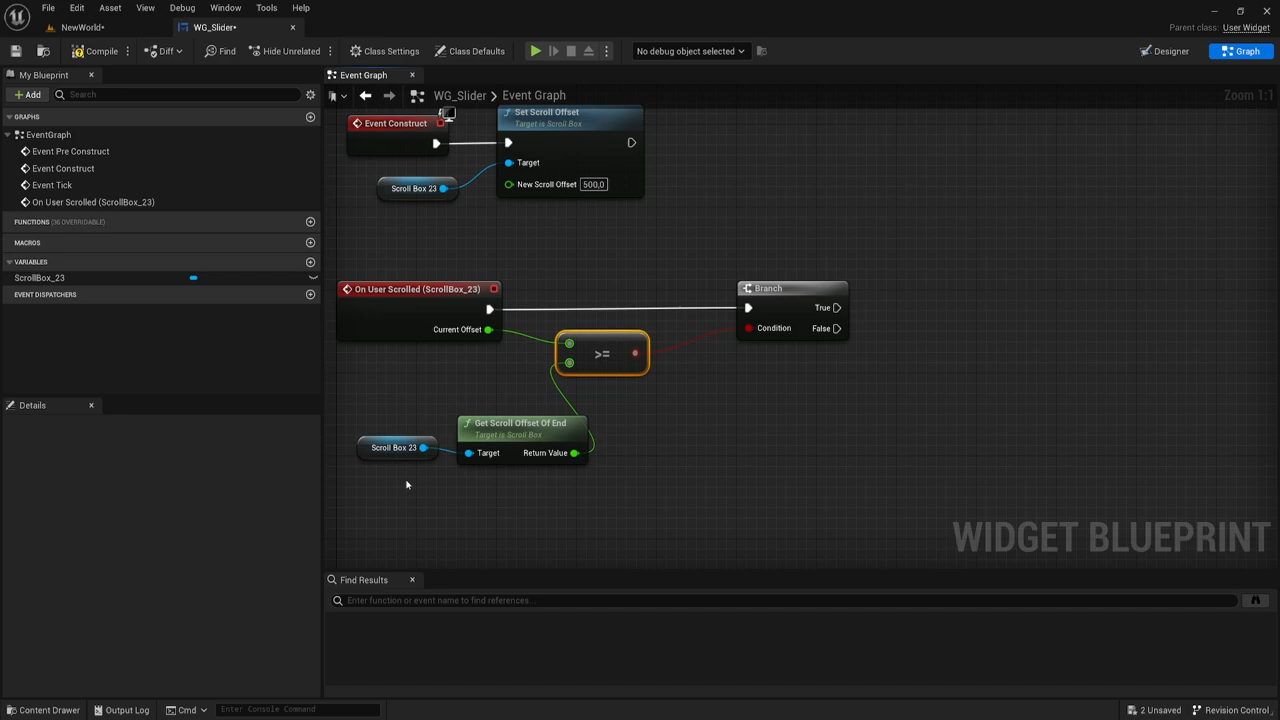 File Edit Asset View Debug Window Tools Help
NewWorld• WG_Slider•
Parent class: User Widget
Compile Diff Find Hide Unrelated Class Settings Class Defaults No debug object selected Designer Graph
My Blueprint Event Graph
Add Search WG_Slider > Event Graph Zoom 1:1
GRAPHS
EventGraph
Event Pre Construct
Event Construct
Event Tick
On User Scrolled (ScrollBox_23)
FUNCTIONS (36 OVERRIDABLE)
MACROS
VARIABLES
ScrollBox_23
EVENT DISPATCHERS
Details
Event Construct
Scroll Box 23
f Set Scroll Offset
Target is Scroll Box
Target
New Scroll Offset 500,0
On User Scrolled (ScrollBox_23)
Current Offset
>=
Branch
True
Condition False
Scroll Box 23
f Get Scroll Offset Of End
Target is Scroll Box
Target Return Value
WIDGET BLUEPRINT
Find Results
Enter function or event name to find references...
Content Drawer Output Log Cmd Enter Console Command 2 Unsaved Revision Control